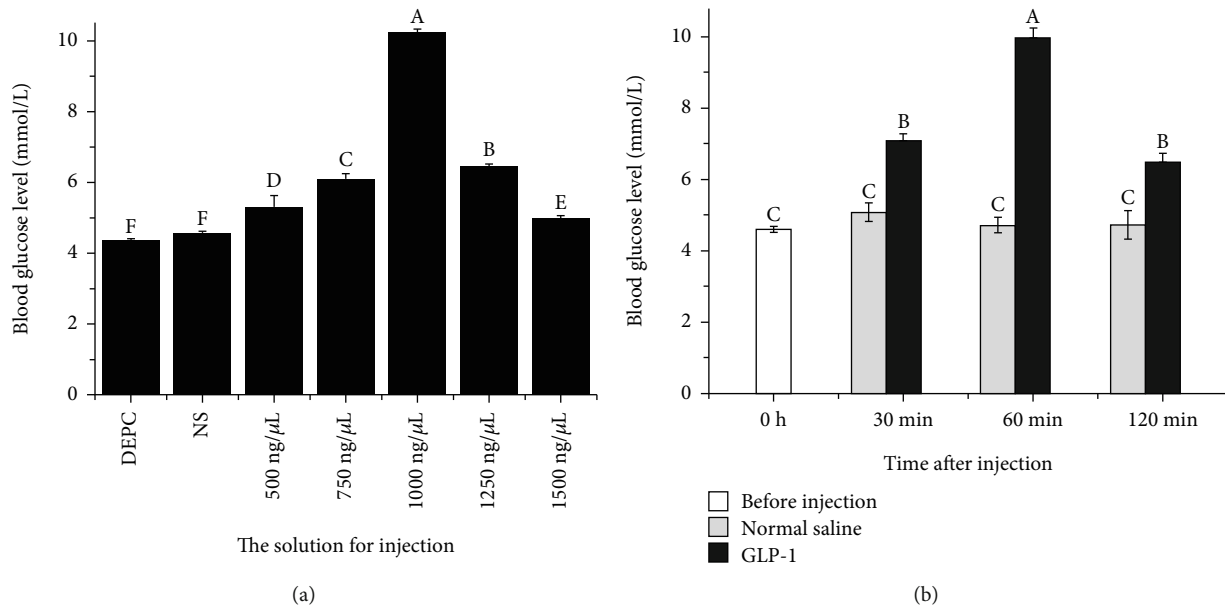 Blood glucose level (mmol/L)
10
8
6
4
2
0
F
F
D
C
A
B
E
DEPC
NS
500 ng/μL
750 ng/μL
1000 ng/μL
1250 ng/μL
1500 ng/μL
The solution for injection
(a)
Blood glucose level (mmol/L)
10
8
6
4
2
0
C
C
B
C
A
C
B
0 h
30 min
60 min
120 min
Time after injection
Before injection
Normal saline
GLP-1
(b)